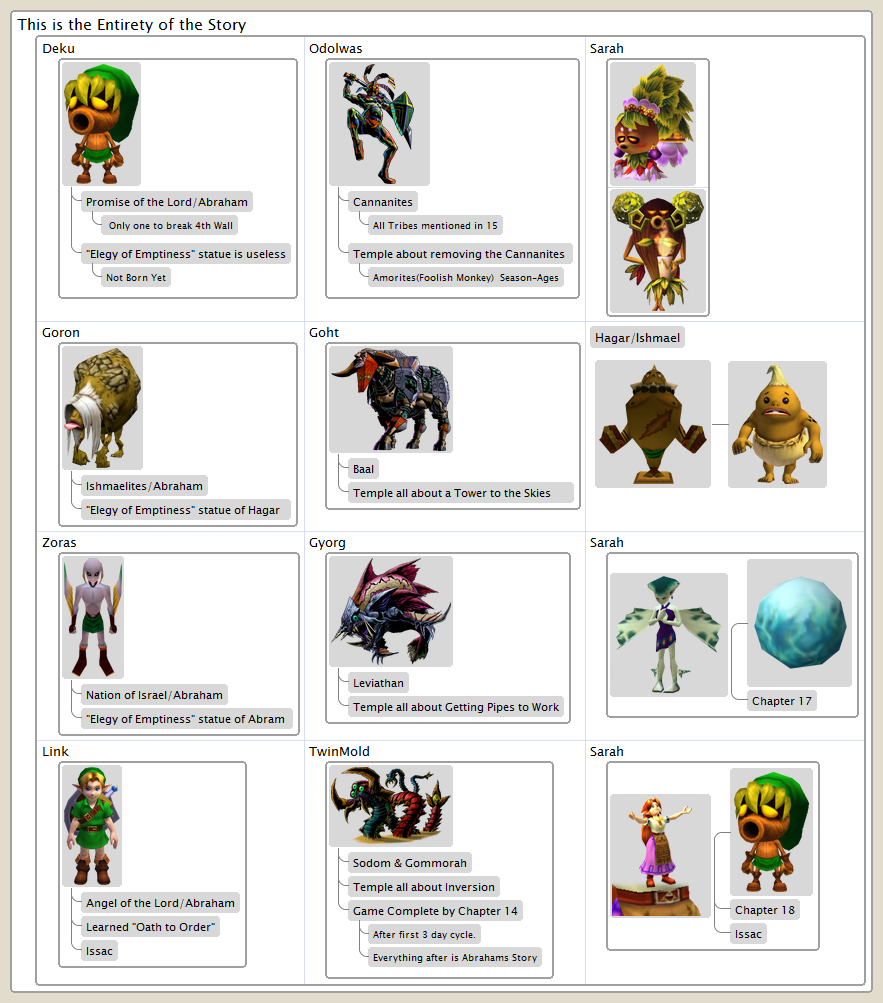 This is the Entirety of the Story
Deku
Promise of the Lord/Abraham
Only one to break 4th Wall
"Elegy of Emptiness" statue is useless
Not Born Yet
Odolwas
Cannanites
All Tribes mentioned in 15
Temple about removing the Cannanites
Amorites(Foolish Monkey) Season-Ages
Sarah
Goron
Ishmaelites/Abraham
"Elegy of Emptiness" statue of Hagar
Goht
Baal
Temple all about a Tower to the Skies
Hagar/Ishmael
Zoras
Nation of Israel/Abraham
"Elegy of Emptiness" statue of Abram
Gyorg
Leviathan
Temple all about Getting Pipes to Work
Sarah
Chapter 17
Link
Angel of the Lord/Abraham
Learned "Oath to Order"
Issac
TwinMold
Sodom & Gommorah
Temple all about Inversion
Game Complete by Chapter 14
After first 3 day cycle.
Everything after is Abrahams Story
Sarah
Chapter 18
Issac